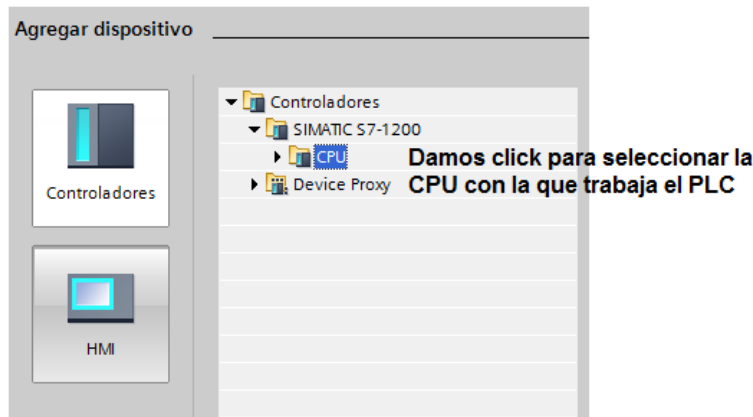 Agregar dispositivo
Controladores
SIMATIC S7-1200
CPU
Damos click para seleccionar la
Device Proxy
CPU con la que trabaja el PLC
Controladores
HMI